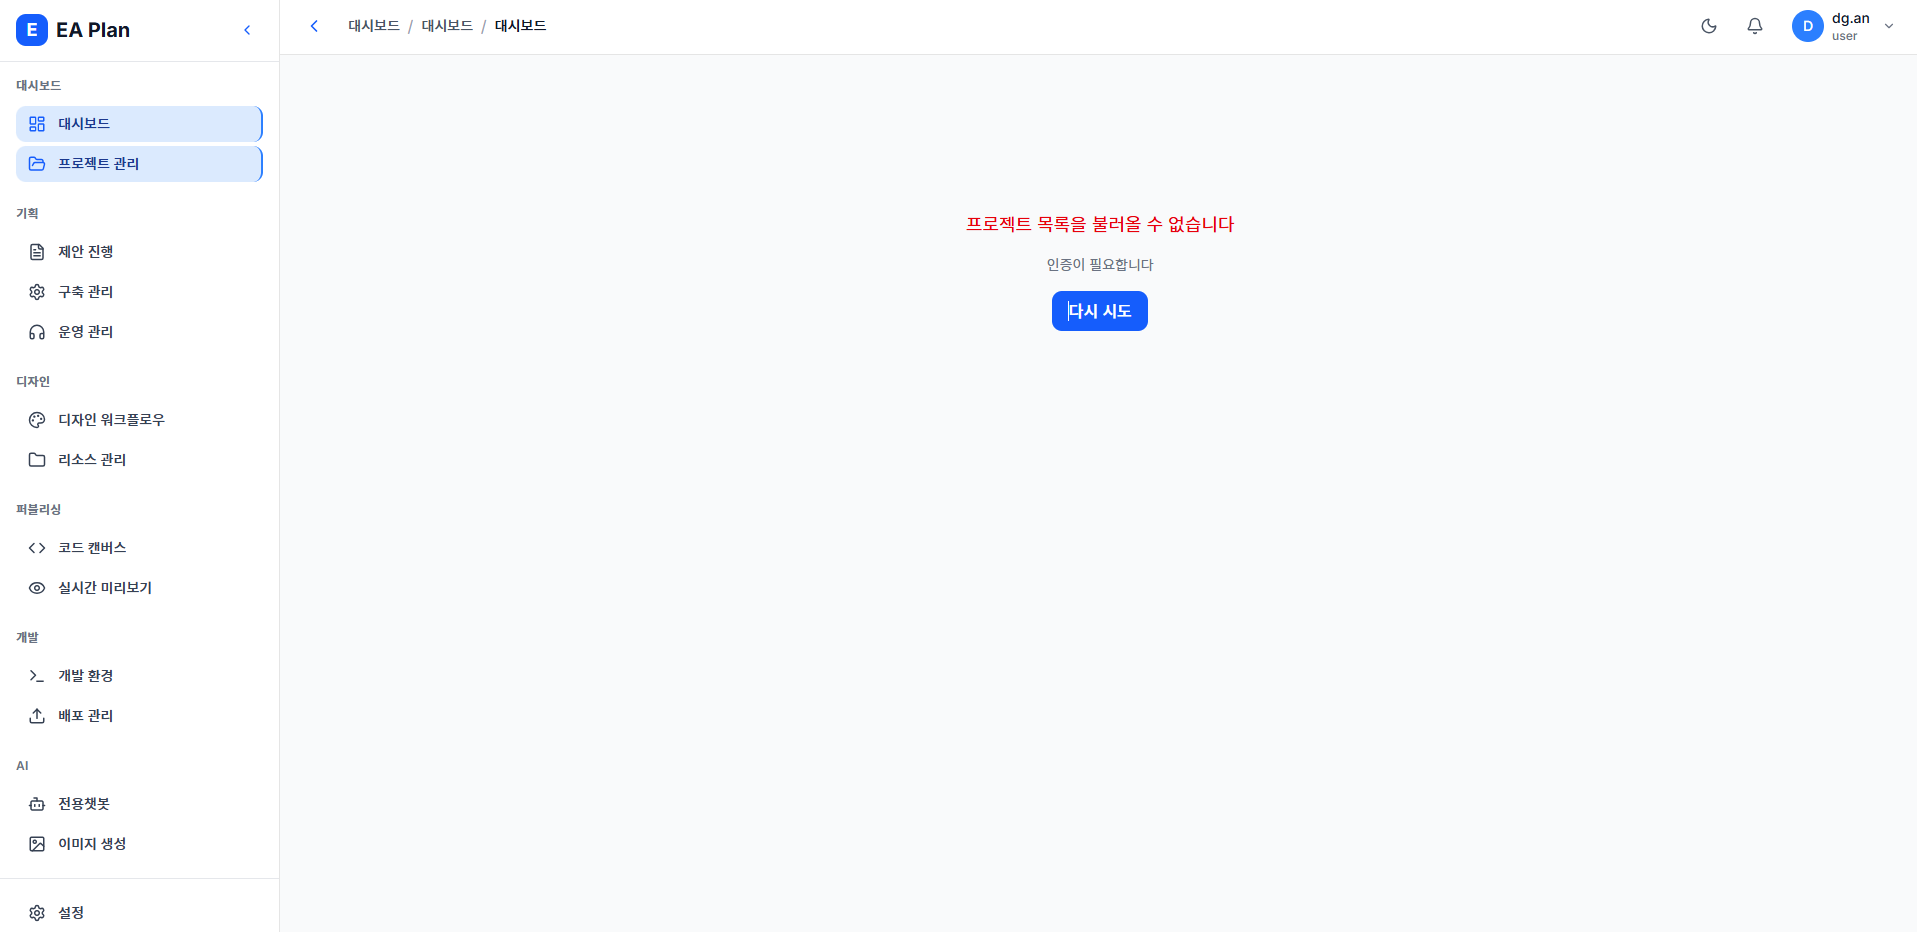 E EA Plan
대시보드
대시보드
프로젝트 관리
기획
제안 진행
구축 관리
운영 관리
디자인
디자인 워크플로우
리소스 관리
퍼블리싱
코드 캔버스
실시간 미리보기
개발
개발 환경
배포 관리
AI
전용챗봇
이미지 생성
설정
대시보드 / 대시보드 / 대시보드
D dg.an
user
프로젝트 목록을 불러올 수 없습니다
인증이 필요합니다
다시 시도